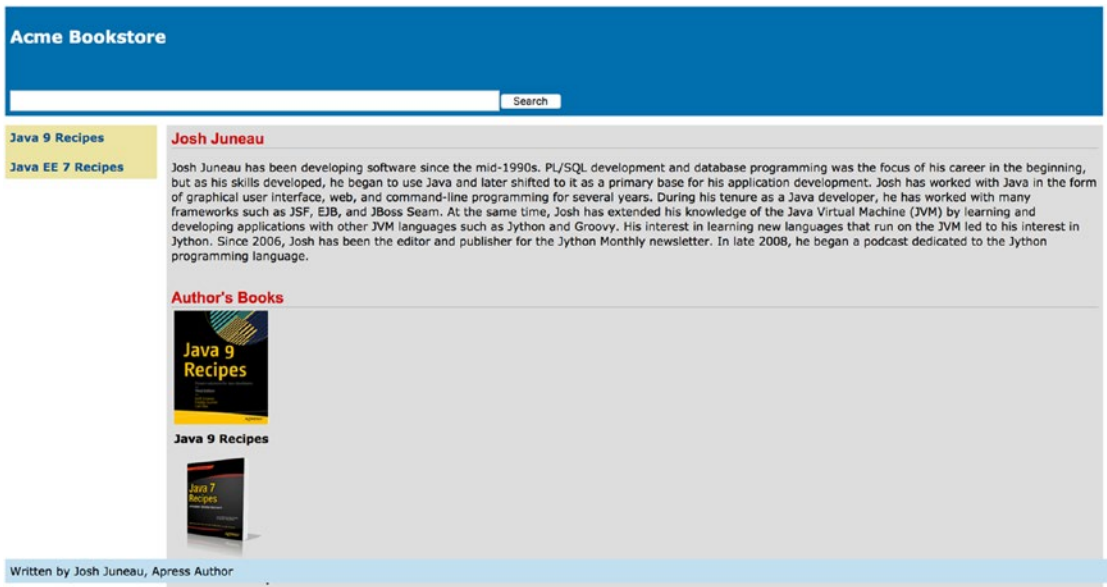 Acme Bookstore
Search
Java 9 Recipes
Java EE 7 Recipes
Josh Juneau
Josh Juneau has been developing software since the mid-1990s. PL/SQL development and database programming was the focus of his career in the beginning,
but as his skills developed, he began to use Java and later shifted to it as a primary base for his application development. Josh has worked with Java in the form
of graphical user interface, web, and command-line programming for several years. During his tenure as a Java developer, he has worked with many
frameworks such as JSF, EJB, and JBoss Seam. At the same time, Josh has extended his knowledge of the Java Virtual Machine (JVM) by learning and
developing applications with other JVM languages such as Jython and Groovy. His interest in learning new languages that run on the JVM led to his interest in
Jython. Since 2006, Josh has been the editor and publisher for the Jython Monthly newsletter. In late 2008, he began a podcast dedicated to the Jython
programming language.
Author's Books
Java 9
Recipes
Java 9 Recipes
Java 7
Recipes
Written by Josh Juneau, Apress Author